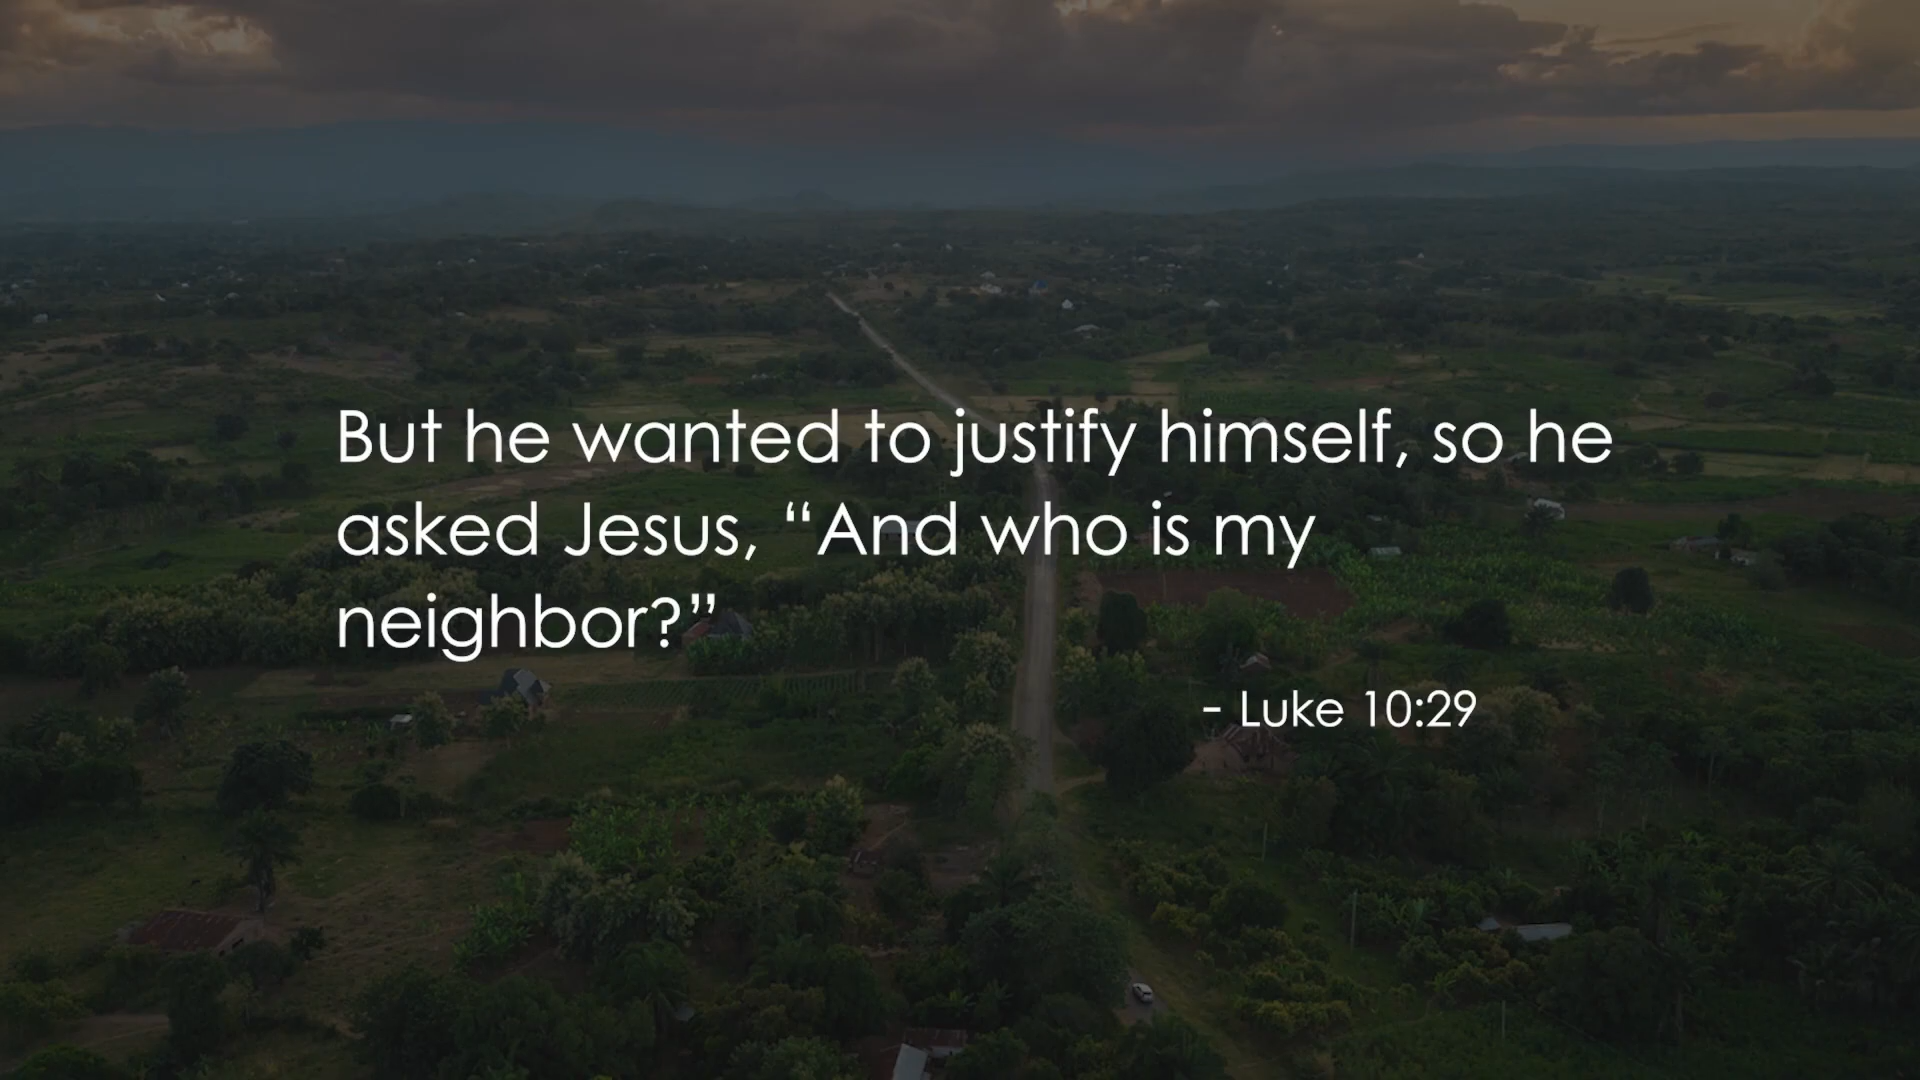 But he wanted to justify himself, so he
asked Jesus, “And who is my
neighbor?”
- Luke 10:29